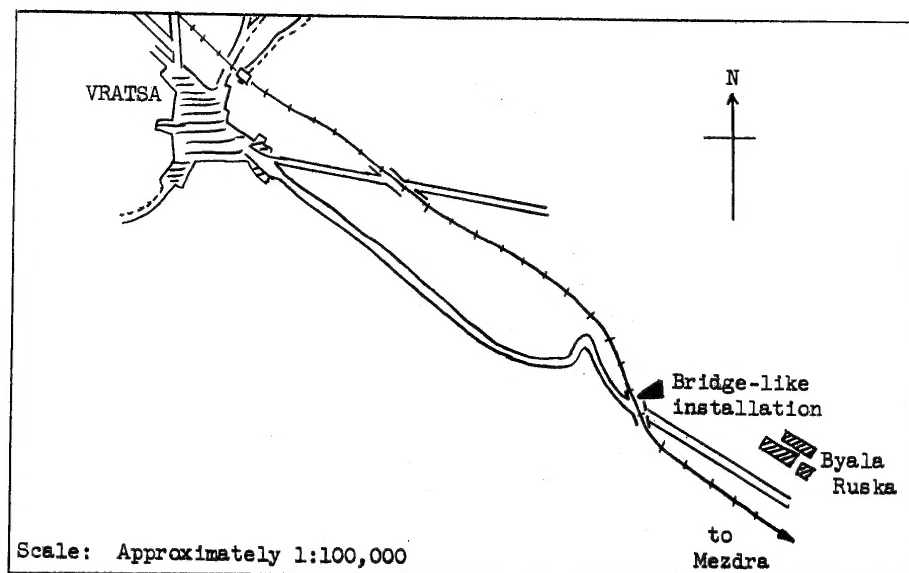 VRATSA
N
Bridge-like
installation
Byala
Ruska
to
Mezdra
Scale: Approximately 1:100,000